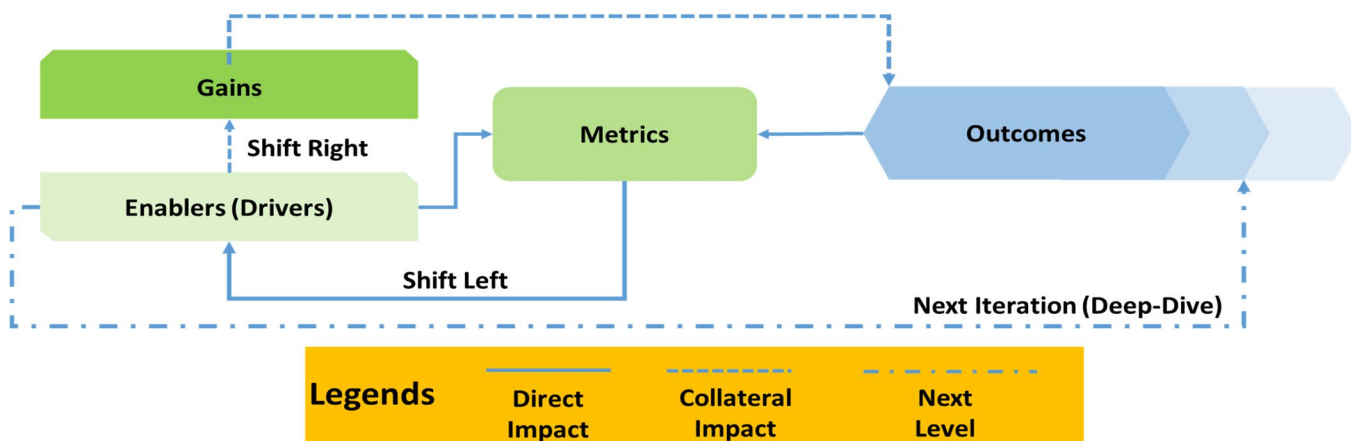 Gains
Shift Right
Metrics
Outcomes
Enablers (Drivers)
Shift Left
Next Iteration (Deep-Dive)
Legends
Direct
Impact
Collateral
Impact
Next
Level